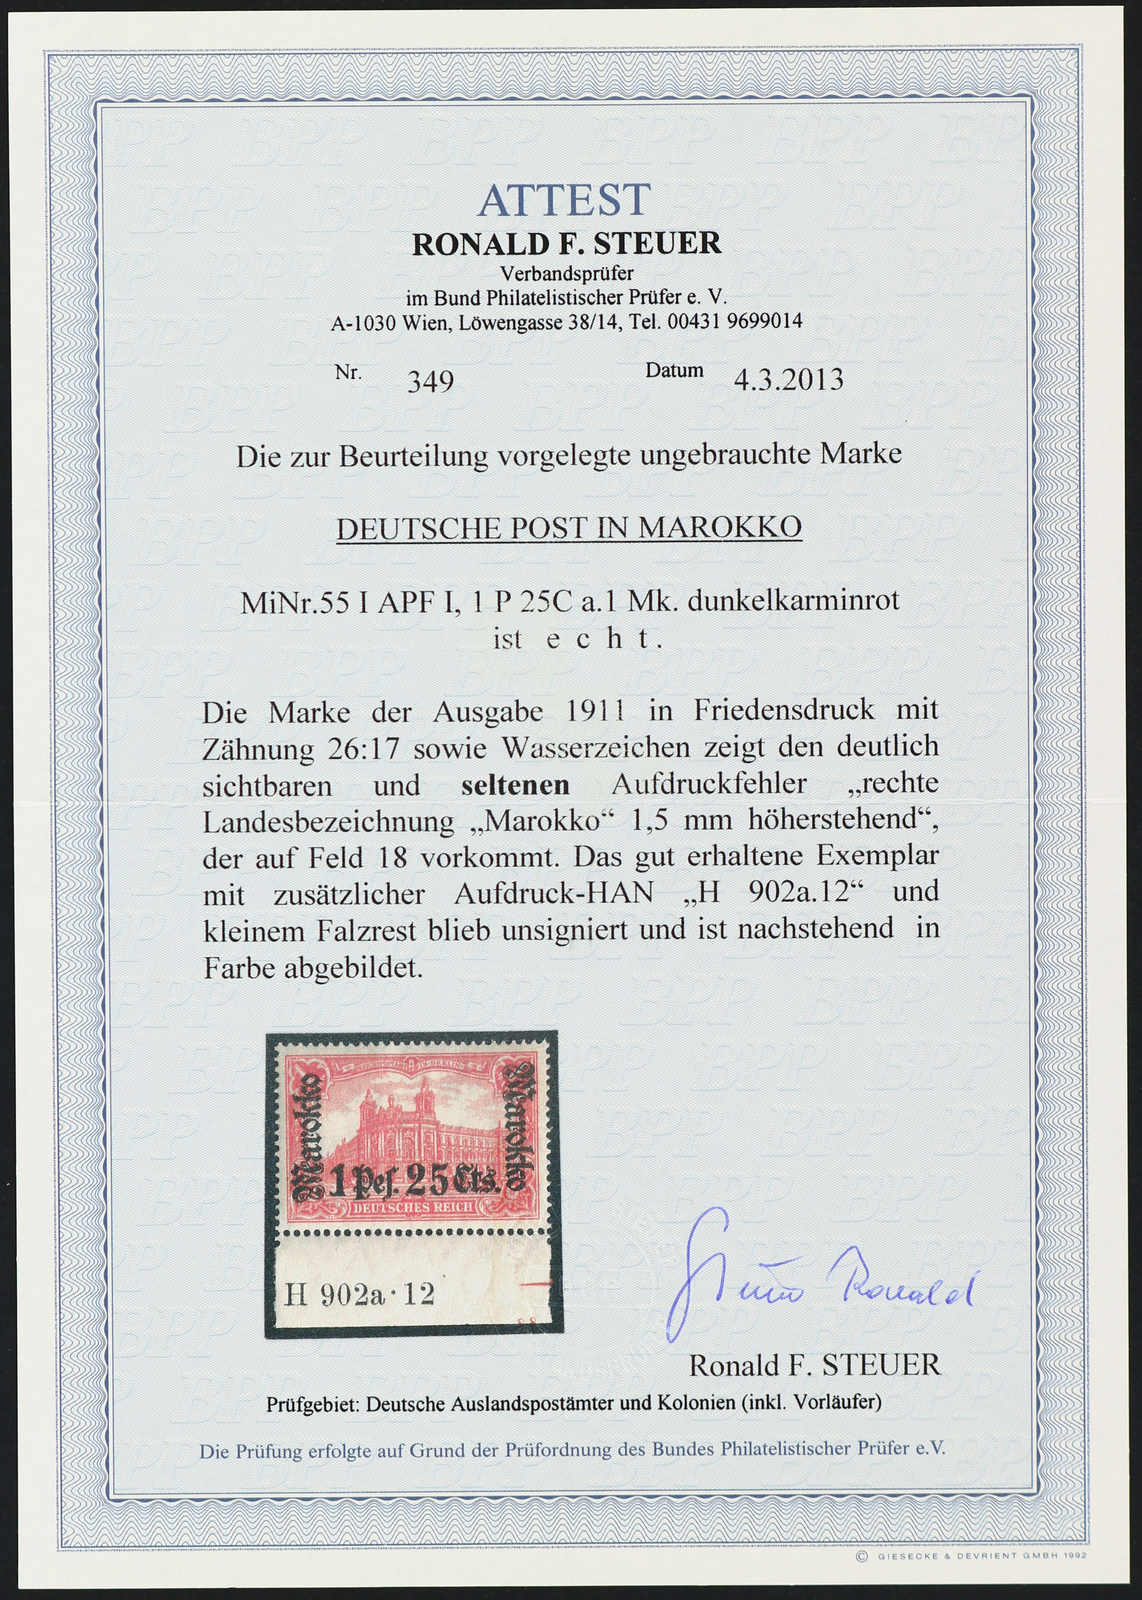 ATTEST
RONALD F. STEUER
Verbandsprüfer
im Bund Philatelistischer Prüfer e. V.
A-1030 Wien, Löwengasse 38/14, Tel. 00431 9699014
Nr. 349 Datum 4.3.2013
Die zur Beurteilung vorgelegte ungebrauchte Marke
DEUTSCHE POST IN MAROKKO
MiNr.55 I APF I, 1 P 25C a.1 Mk. dunkelkarminrot
ist e c h t .
Die Marke der Ausgabe 1911 in Friedensdruck mit
Zähnung 26:17 sowie Wasserzeichen zeigt den deutlich
sichtbaren und seltenen Aufdruckfehler „rechte
Landesbezeichnung „Marokko“ 1,5 mm höherstehend“,
der auf Feld 18 vorkommt. Das gut erhaltene Exemplar
mit zusätzlicher Aufdruck-HAN „H 902a.12“ und
kleinem Falzrest blieb unsigniert und ist nachstehend in
Farbe abgebildet.
Marokko
Marokko
1 Pes. 25 Cts.
DEUTSCHES REICH
H 902a·12
Steuer Ronald
Ronald F. STEUER
Prüfgebiet: Deutsche Auslandspostämter und Kolonien (inkl. Vorläufer)
Die Prüfung erfolgte auf Grund der Prüfordnung des Bundes Philatelistischer Prüfer e.V.
© GIESECKE & DEVRIENT GMBH 1992